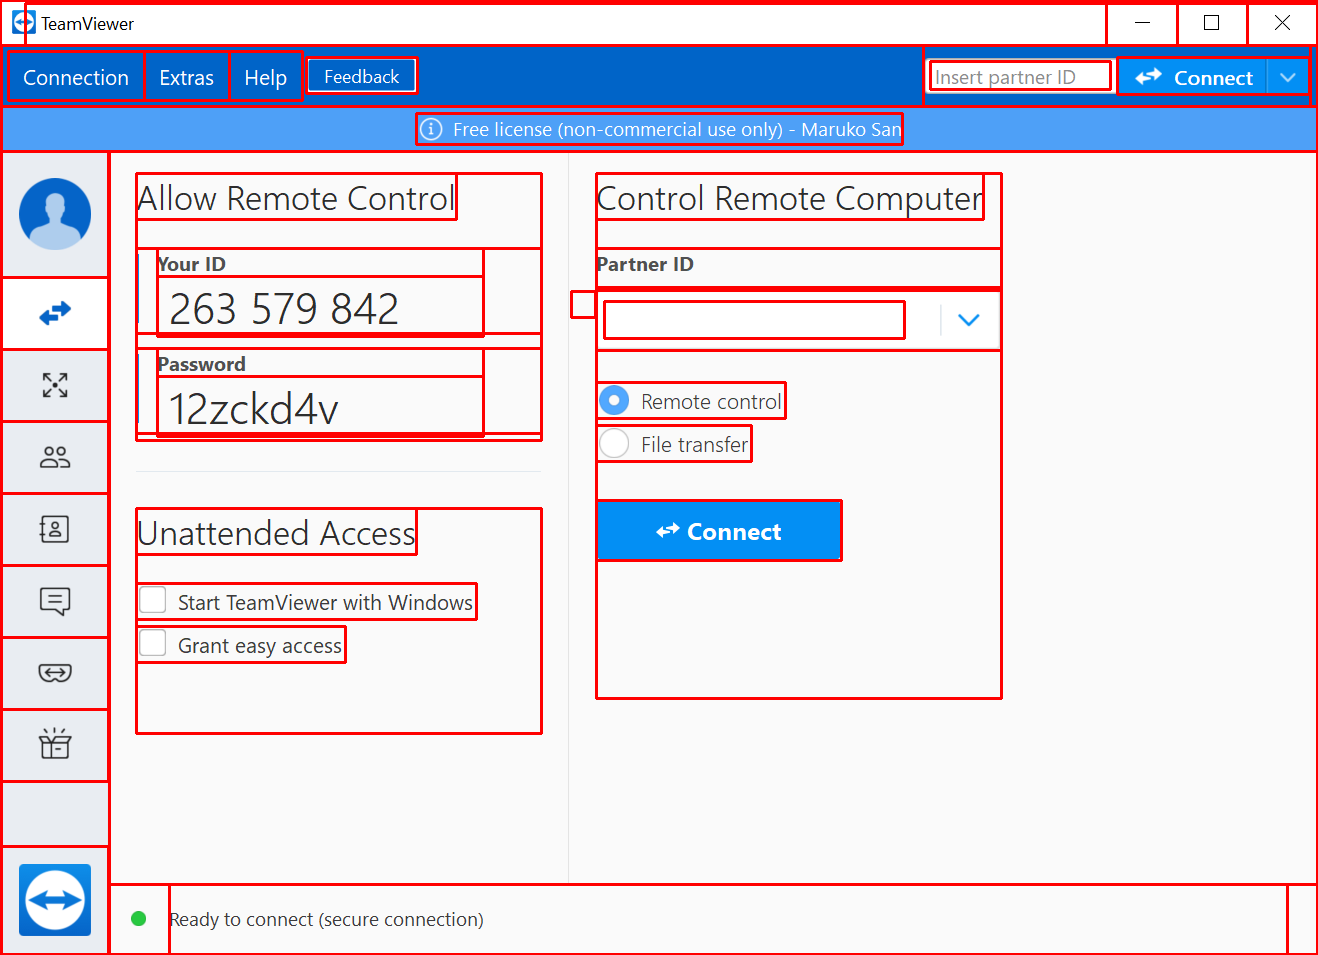 TeamViewer
Connection Extras Help Feedback Insert partner ID Connect
Free license (non-commercial use only) - Maruko San
Allow Remote Control
Your ID
263 579 842
Password
12zckd4v
Unattended Access
Start TeamViewer with Windows
Grant easy access
Control Remote Computer
Partner ID
Remote control
File transfer
Connect
Ready to connect (secure connection)